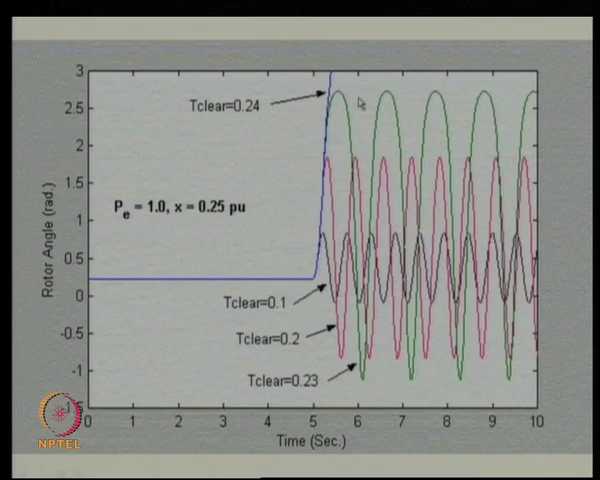 3
2.5
2
1.5
1
0.5
0
-0.5
-1
Rotor Angle (rad.)
Tclear=0.24
Pe = 1.0, x = 0.25 pu
Tclear=0.1
Tclear=0.2
Tclear=0.23
0 1 2 3 4 5 6 7 8 9 10
Time (Sec.)
NPTEL